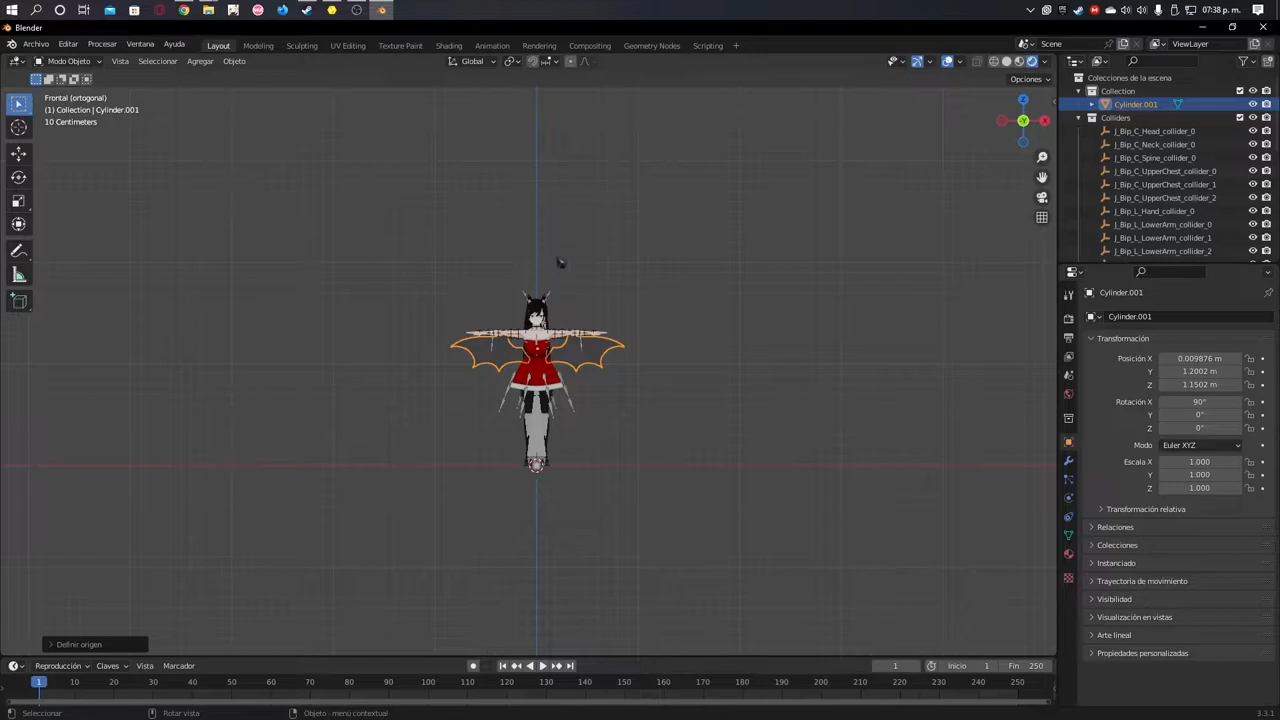 07:38 p. m.
Blender
Archivo Editar Procesar Ventana Ayuda Layout Modeling Sculpting UV Editing Texture Paint Shading Animation Rendering Compositing Geometry Nodes Scripting + Scene ViewLayer
Modo Objeto Vista Seleccionar Agregar Objeto Global
Opciones
Frontal (ortogonal)
(1) Collection | Cylinder.001
10 Centimeters
Z
-Y
X
Colecciones de la escena
Collection
Cylinder.001
Colliders
J_Bip_C_Head_collider_0
J_Bip_C_Neck_collider_0
J_Bip_C_Spine_collider_0
J_Bip_C_UpperChest_collider_0
J_Bip_C_UpperChest_collider_1
J_Bip_C_UpperChest_collider_2
J_Bip_L_Hand_collider_0
J_Bip_L_LowerArm_collider_0
J_Bip_L_LowerArm_collider_1
J_Bip_L_LowerArm_collider_2
Cylinder.001
Cylinder.001
Transformación
Posición X 0.009876 m
Y 1.2002 m
Z 1.1502 m
Rotación X 90°
Y 0°
Z 0°
Modo Euler XYZ
Escala X 1.000
Y 1.000
Z 1.000
Transformación relativa
Relaciones
Colecciones
Instanciado
Trayectoria de movimiento
Visibilidad
Visualización en vistas
Arte lineal
Propiedades personalizadas
Definir origen
Reproducción Claves Vista Marcador 1 Inicio 1 Fin 250
1 10 20 30 40 50 60 70 80 90 100 110 120 130 140 150 160 170 180 190 200 210 220 230 240 250
Seleccionar Rotar vista Objeto - menú contextual 3.3.1